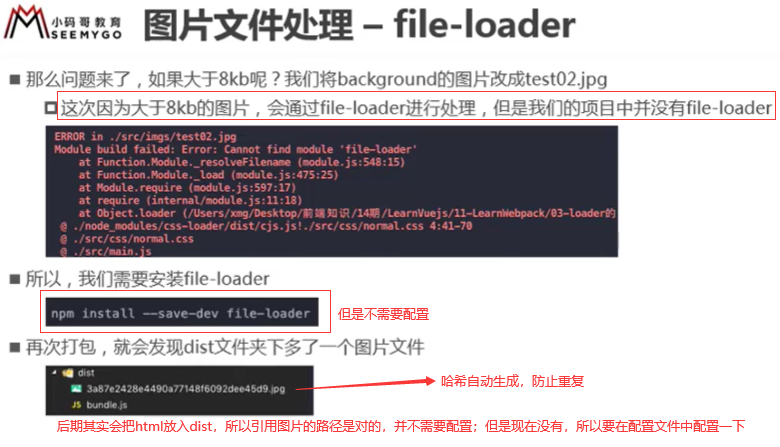 小码哥教育
SEEMYGO
图片文件处理 – file-loader
那么问题来了，如果大于8kb呢？我们将background的图片改成test02.jpg
这次因为大于8kb的图片，会通过file-loader进行处理，但是我们的项目中并没有file-loader
ERROR in ./src/imgs/test02.jpg
Module build failed: Error: Cannot find module 'file-loader'
at Function.Module._resolveFilename (module.js:548:15)
at Function.Module._load (module.js:475:25)
at Module.require (module.js:597:17)
at require (internal/module.js:11:18)
at Object.loader (/Users/xmg/Desktop/前端知识/14期/LearnVuejs/11-LearnWebpack/03-loader的
@ ./node_modules/css-loader/dist/cjs.js!./src/css/normal.css 4:41-70
@ ./src/css/normal.css
@ ./src/main.js
所以，我们需要安装file-loader
npm install --save-dev file-loader
但是不需要配置
再次打包，就会发现dist文件夹下多了一个图片文件
dist
3a87e2428e4490a77148f6092dee45d9.jpg
哈希自动生成，防止重复
JS bundle.js
后期其实会把html放入dist，所以引用图片的路径是对的，并不需要配置；但是现在没有，所以要在配置文件中配置一下